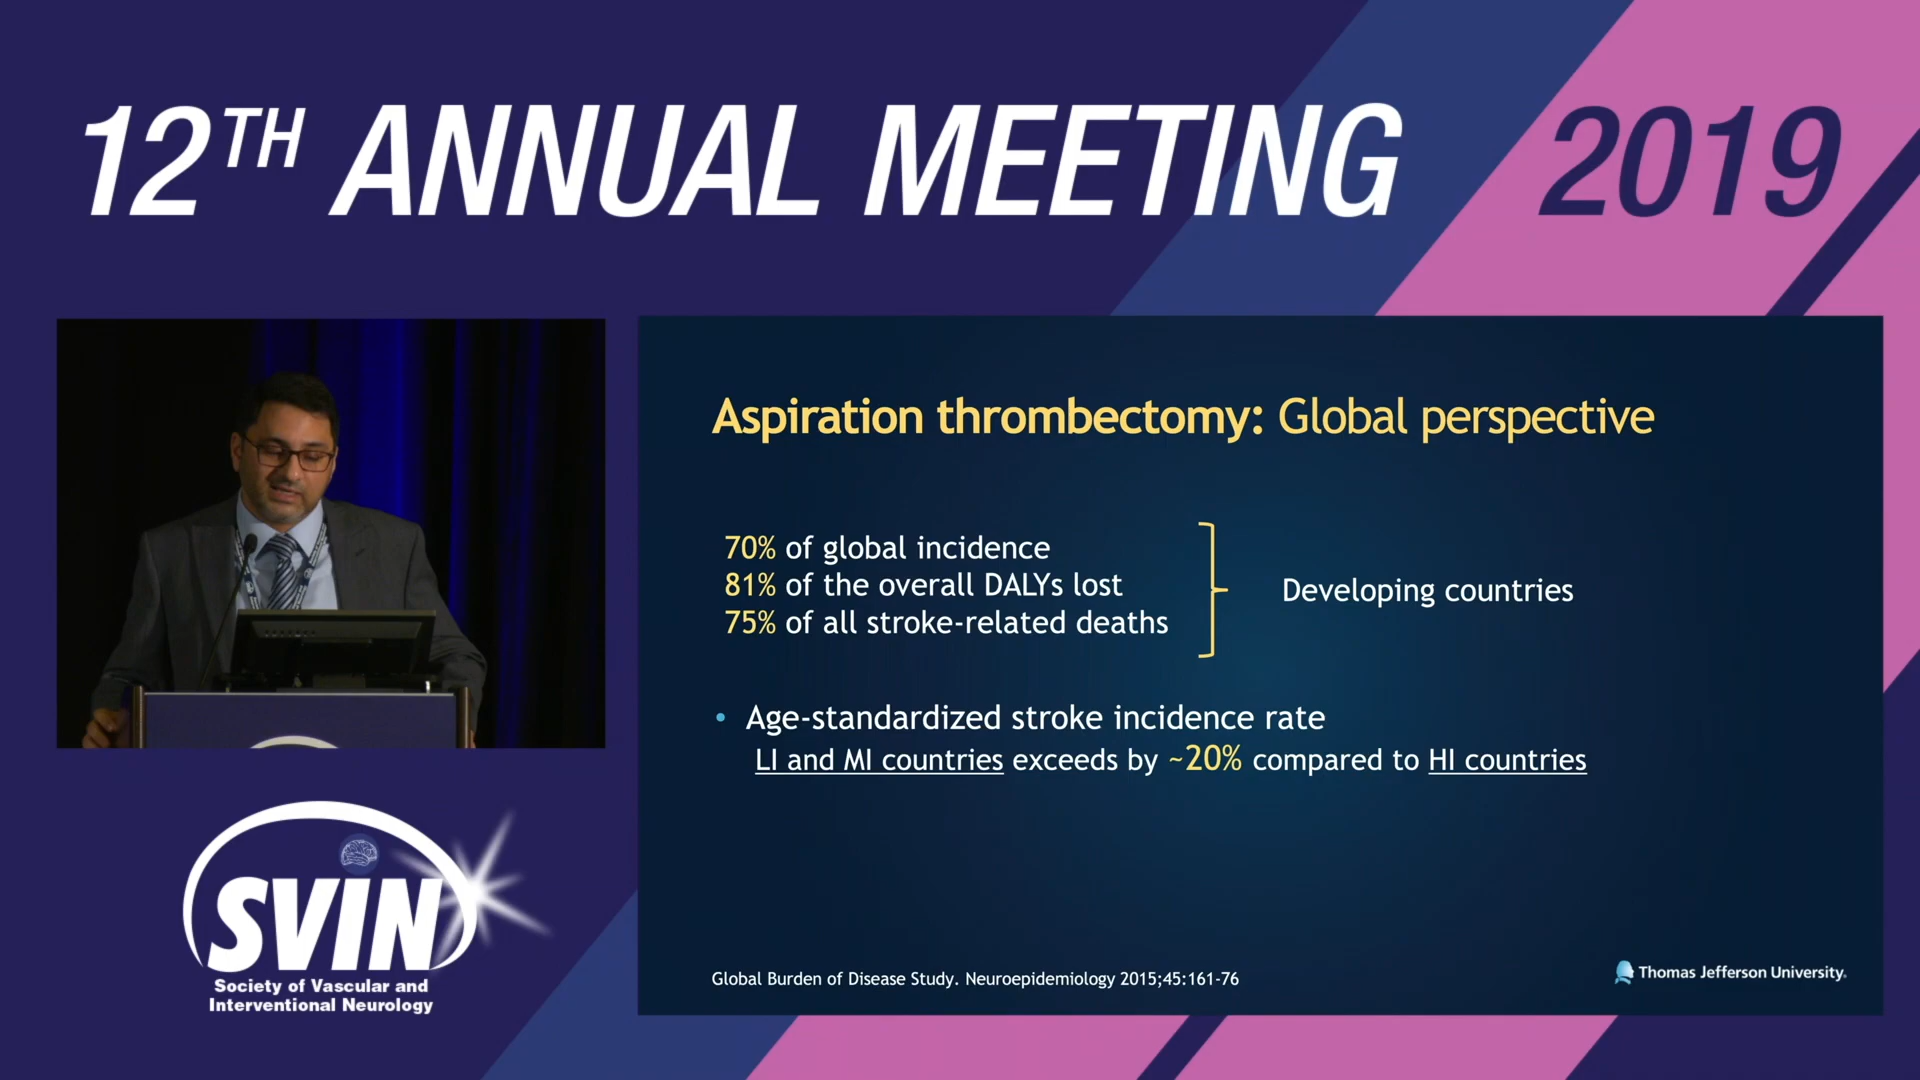 12TH ANNUAL MEETING 2019
Aspiration thrombectomy: Global perspective
70% of global incidence
81% of the overall DALYs lost
75% of all stroke-related deaths
Developing countries
• Age-standardized stroke incidence rate
LI and MI countries exceeds by ~20% compared to HI countries
Global Burden of Disease Study. Neuroepidemiology 2015;45:161-76
Thomas Jefferson University.
SVIN
Society of Vascular and
Interventional Neurology